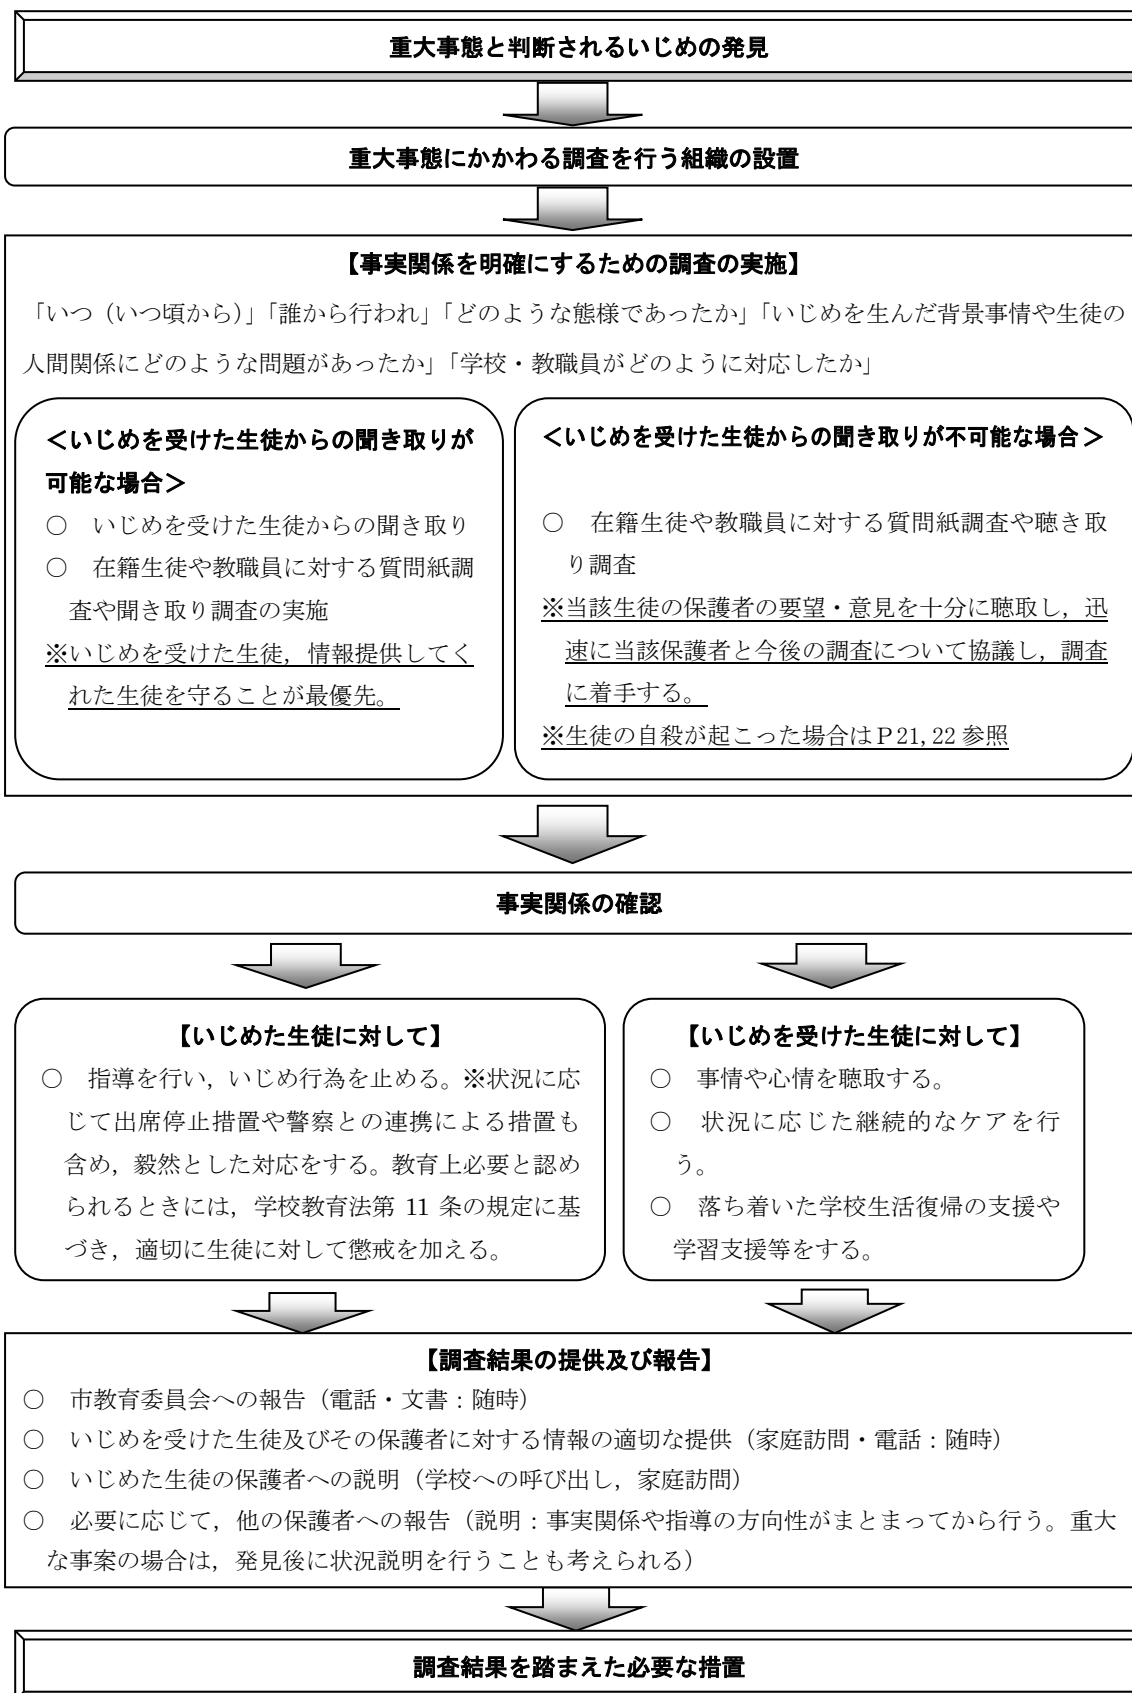 重大事態と判断されるいじめの発見
重大事態にかかわる調査を行う組織の設置
【事実関係を明確にするための調査の実施】
「いつ（いつ頃から）」「誰から行われ」「どのような態様であったか」「いじめを生んだ背景事情や生徒の
人間関係にどのような問題があったか」「学校・教職員がどのように対応したか」
＜いじめを受けた生徒からの聞き取りが
可能な場合＞
○　いじめを受けた生徒からの聞き取り
○　在籍生徒や教職員に対する質問紙調
査や聞き取り調査の実施
※いじめを受けた生徒，情報提供してく
れた生徒を守ることが最優先。
＜いじめを受けた生徒からの聞き取りが不可能な場合＞
○　在籍生徒や教職員に対する質問紙調査や聴き取
り調査
※当該生徒の保護者の要望・意見を十分に聴取し，迅
速に当該保護者と今後の調査について協議し，調査
に着手する。
※生徒の自殺が起こった場合はＰ21, 22 参照
事実関係の確認
【いじめた生徒に対して】
○　指導を行い，いじめ行為を止める。※状況に応
じて出席停止措置や警察との連携による措置も
含め，毅然とした対応をする。教育上必要と認め
られるときには，学校教育法第 11 条の規定に基
づき，適切に生徒に対して懲戒を加える。
【いじめを受けた生徒に対して】
○　事情や心情を聴取する。
○　状況に応じた継続的なケアを行
う。
○　落ち着いた学校生活復帰の支援や
学習支援等をする。
【調査結果の提供及び報告】
○　市教育委員会への報告（電話・文書：随時）
○　いじめを受けた生徒及びその保護者に対する情報の適切な提供（家庭訪問・電話：随時）
○　いじめた生徒の保護者への説明（学校への呼び出し，家庭訪問）
○　必要に応じて，他の保護者への報告（説明：事実関係や指導の方向性がまとまってから行う。重大
な事案の場合は，発見後に状況説明を行うことも考えられる）
調査結果を踏まえた必要な措置